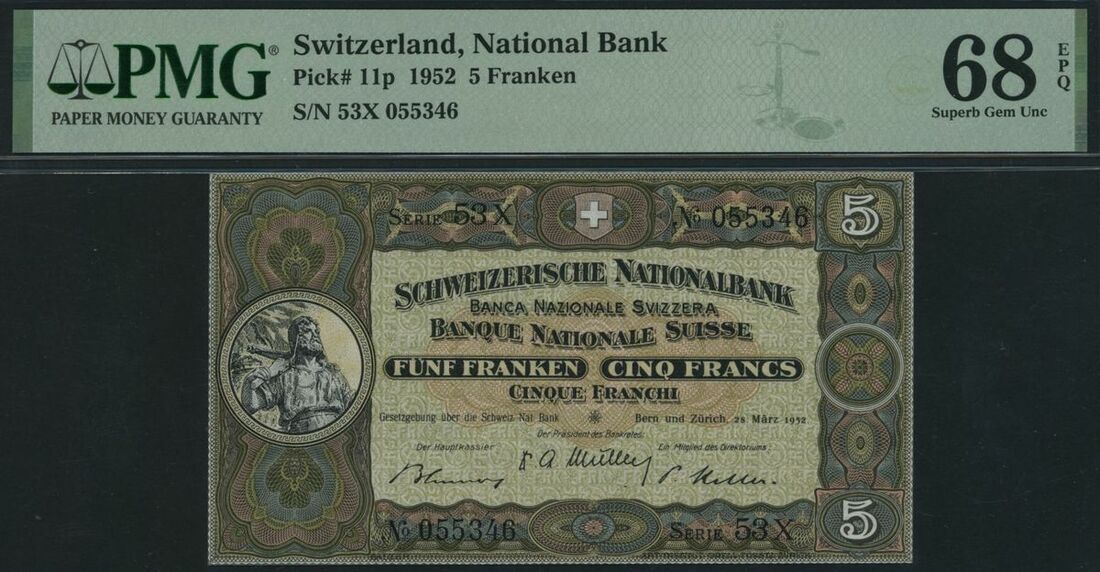 PMG®
PAPER MONEY GUARANTY
Switzerland, National Bank
Pick# 11p 1952 5 Franken
S/N 53X 055346
68
EPQ
Superb Gem Unc
SERIE 53 X
No 055346
5
SCHWEIZERISCHE NATIONALBANK
BANCA NAZIONALE SVIZZERA
BANQUE NATIONALE SUISSE
FÜNF FRANKEN CINQ FRANCS
CINQUE FRANCHI
Gesetzgebung über die Schweiz. Nat. Bank Bern und Zürich, 28 März 1952
Der Präsident des Bankrates:
Der Hauptkassier Ein Mitglied des Direktoriums:
No 055346
SERIE 53 X
5